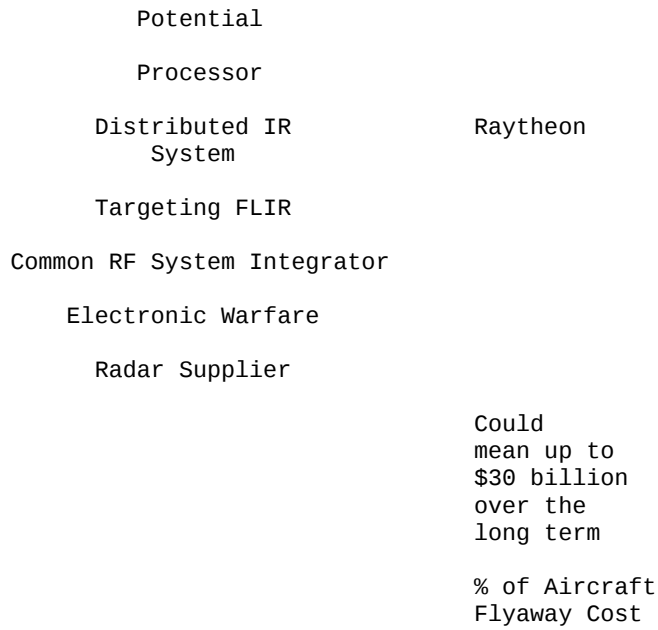 Potential
Processor
Distributed IR Raytheon
System
Targeting FLIR
Common RF System Integrator
Electronic Warfare
Radar Supplier
Could
mean up to
$30 billion
over the
long term
% of Aircraft
Flyaway Cost